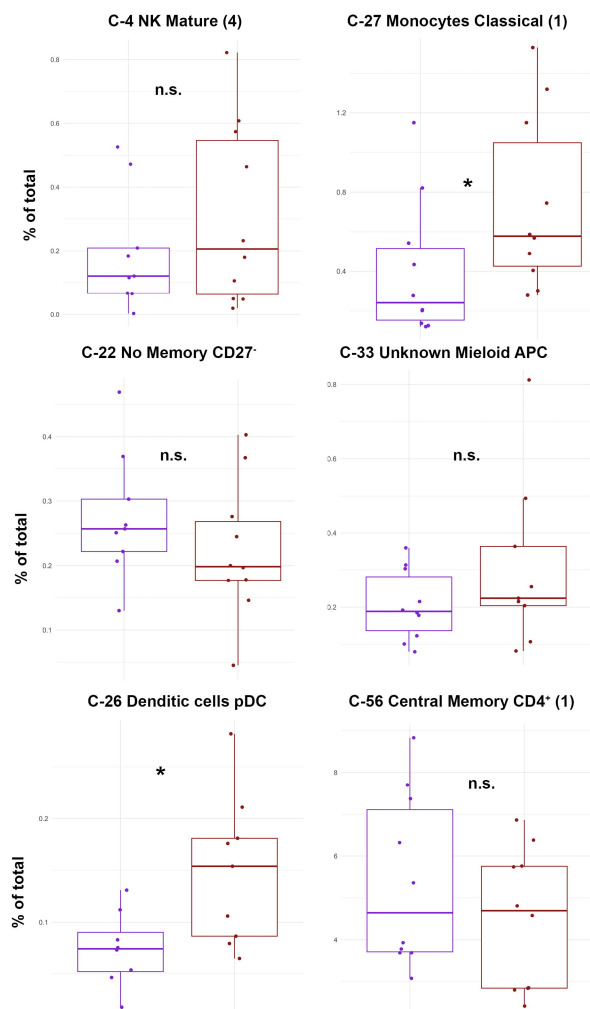 C-4 NK Mature (4)
C-27 Monocytes Classical (1)
% of total
0.8
0.6
0.4
0.2
0.0
n.s.
1.2
0.8
0.4
*
C-22 No Memory CD27⁻
C-33 Unknown Mieloid APC
% of total
0.4
0.3
0.2
0.1
n.s.
0.8
0.6
0.4
0.2
n.s.
C-26 Denditic cells pDC
C-56 Central Memory CD4⁺ (1)
% of total
0.2
0.1
*
8
6
4
n.s.